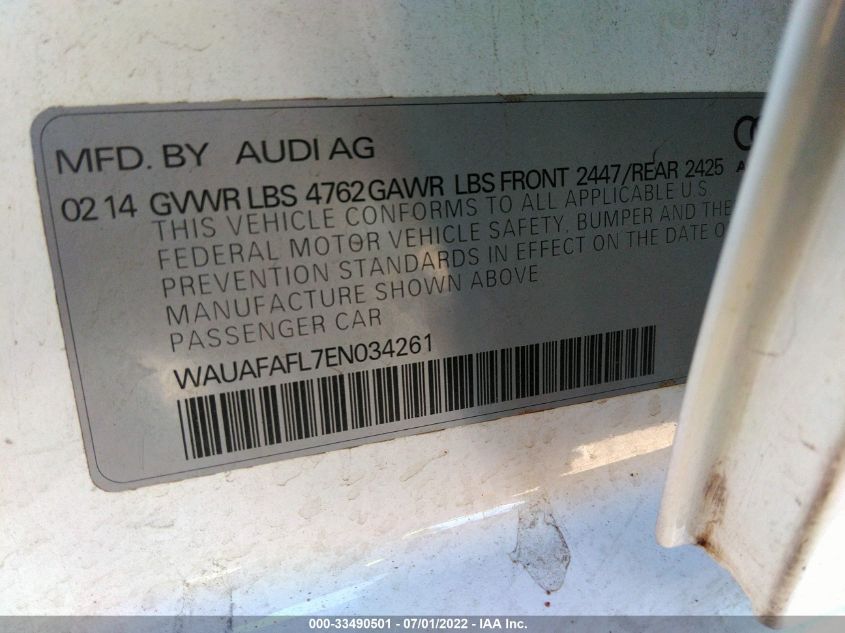 MFD. BY AUDI AG
02 14 GVWR LBS 4762 GAWR LBS FRONT 2447/REAR 2425
THIS VEHICLE CONFORMS TO ALL APPLICABLE U.S.
FEDERAL MOTOR VEHICLE SAFETY, BUMPER AND THE
PREVENTION STANDARDS IN EFFECT ON THE DATE O
MANUFACTURE SHOWN ABOVE
PASSENGER CAR
WAUAFAFL7EN034261
000-33490501 - 07/01/2022 - IAA Inc.